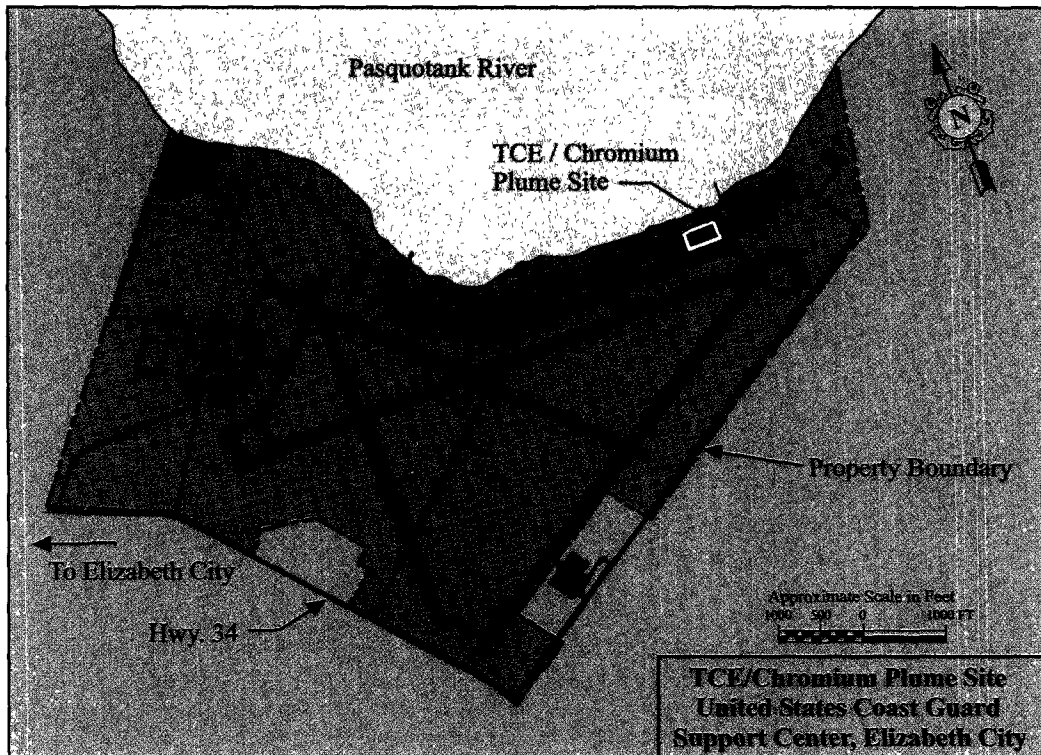 Pasquotank River
N
TCE / Chromium
Plume Site
Property Boundary
To Elizabeth City
Hwy. 34
Approximate Scale in Feet
1000 500 0 1000 FT
TCE/Chromium Plume Site
United States Coast Guard
Support Center, Elizabeth City